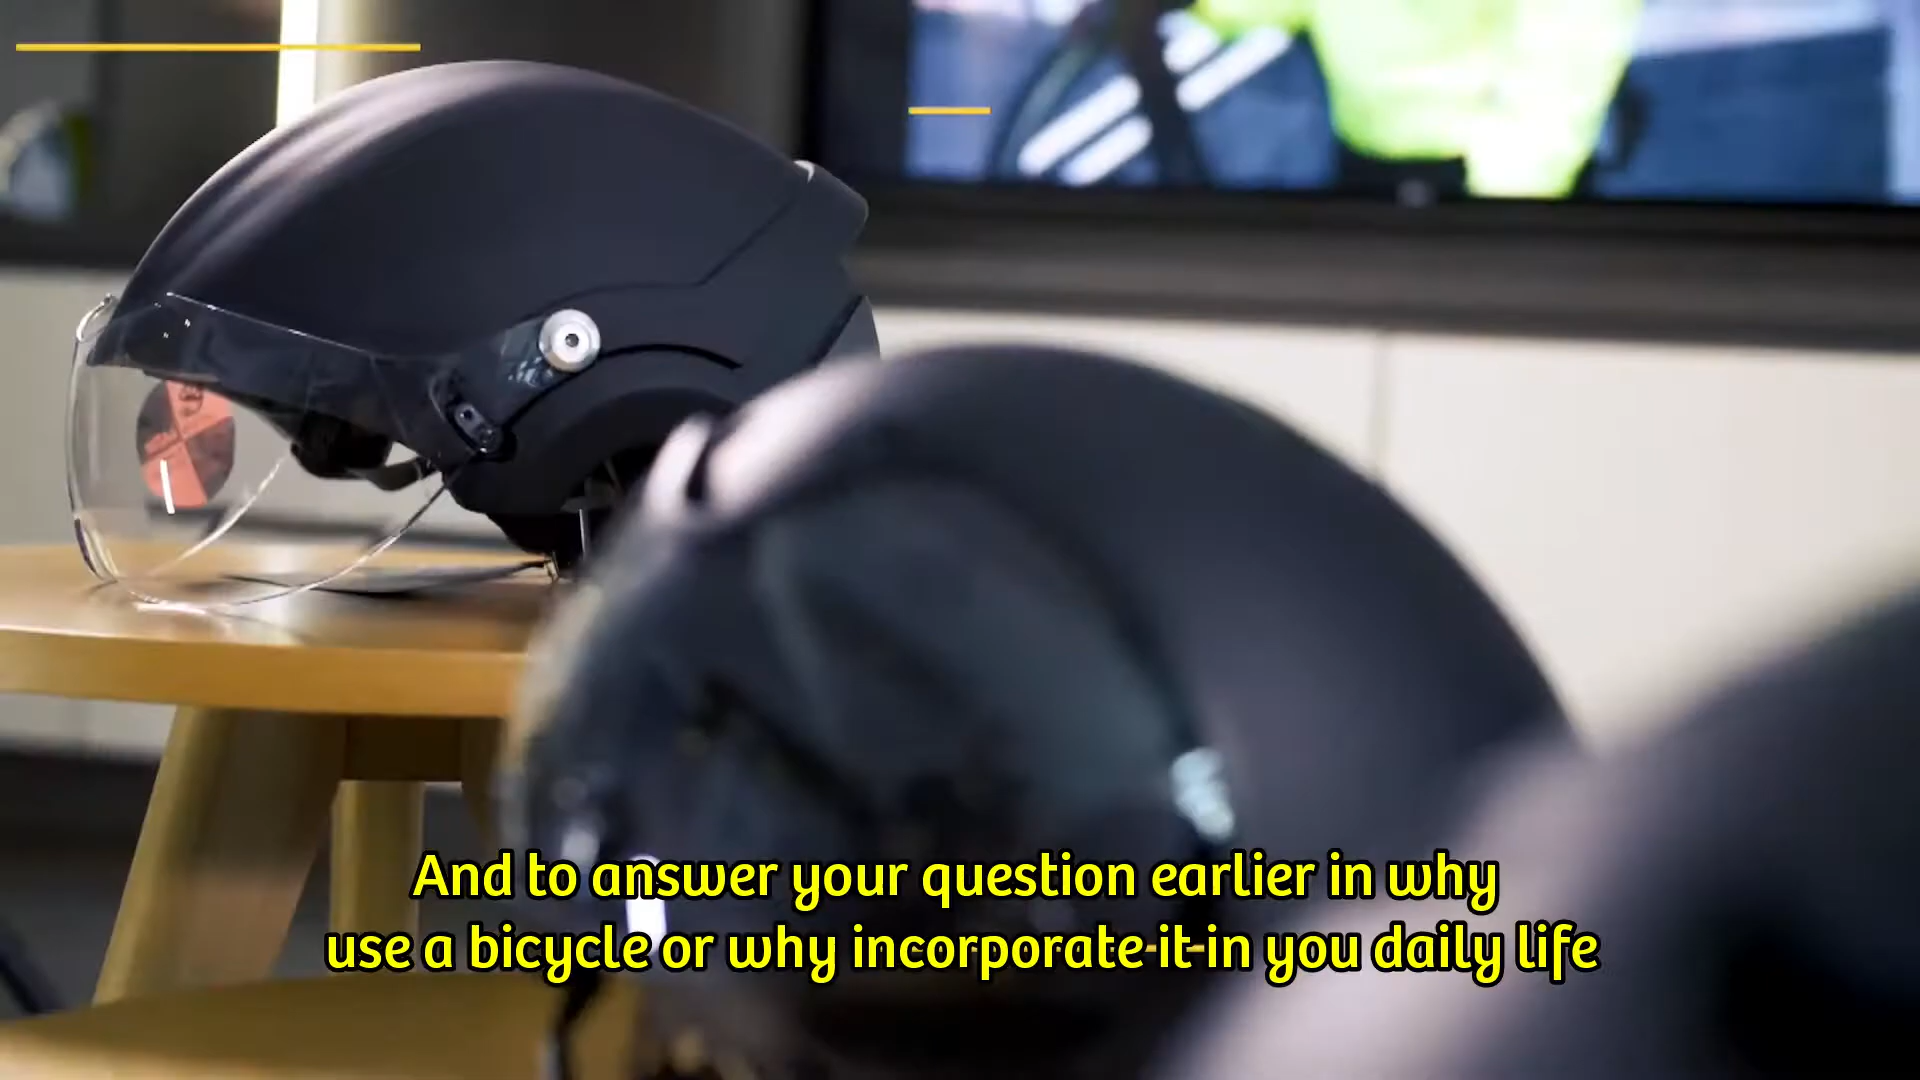 And to answer your question earlier in why
use a bicycle or why incorporate it in you daily life